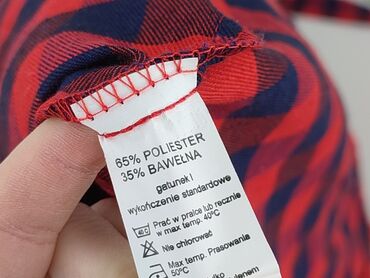 65% POLIESTER
35% BAWEŁNA
gatunek I
wykończenie standardowe
40 C Prać w pralce lub ręcznie
w max temp. 40°C
Nie chlorować
Max temp. Prasowania
50°C